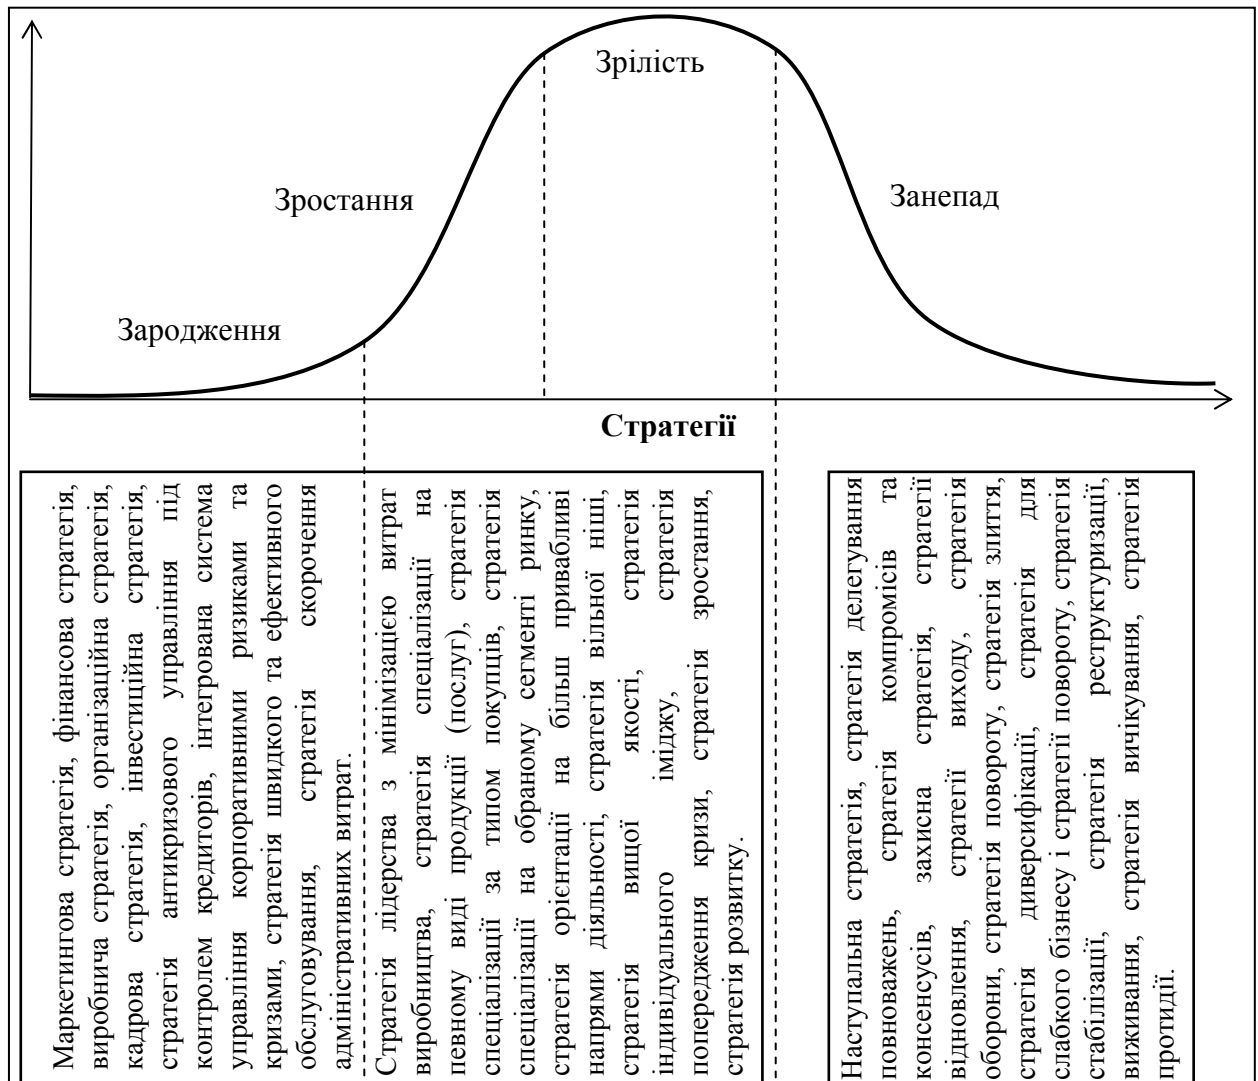 Зрілість
Зростання
Занепад
Зародження
Стратегії
Маркетингова стратегія, фінансова стратегія,
виробнича стратегія, організаційна стратегія,
кадрова стратегія, інвестиційна стратегія,
стратегія антикризового управління під
контролем кредиторів, інтегрована система
управління корпоративними ризиками та
кризами, стратегія швидкого та ефективного
обслуговування, стратегія скорочення
адміністративних витрат.
Стратегія лідерства з мінімізацією витрат
виробництва, стратегія спеціалізації на
певному виді продукції (послуг), стратегія
спеціалізації за типом покупців, стратегія
спеціалізації на обраному сегменті ринку,
стратегія орієнтації на більш привабливі
напрями діяльності, стратегія вільної ніші,
стратегія вищої якості, стратегія
індивідуального іміджу, стратегія
попередження кризи, стратегія зростання,
стратегія розвитку.
Наступальна стратегія, стратегія делегування
повноважень, стратегія компромісів та
консенсусів, захисна стратегія, стратегії
відновлення, стратегії виходу, стратегія
оборони, стратегія повороту, стратегія злиття,
стратегія диверсифікації, стратегія для
слабкого бізнесу і стратегії повороту, стратегія
стабілізації, стратегія реструктуризації,
виживання, стратегія вичікування, стратегія
протидії.